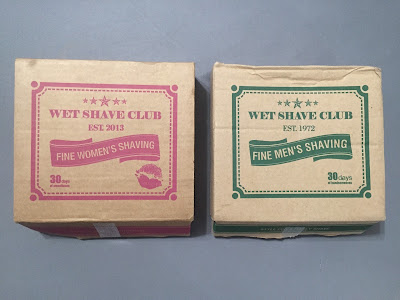 WET SHAVE CLUB
EST. 2013
FINE WOMEN'S SHAVING
30 days
WET SHAVE CLUB
EST. 1972
FINE MEN'S SHAVING
30 days